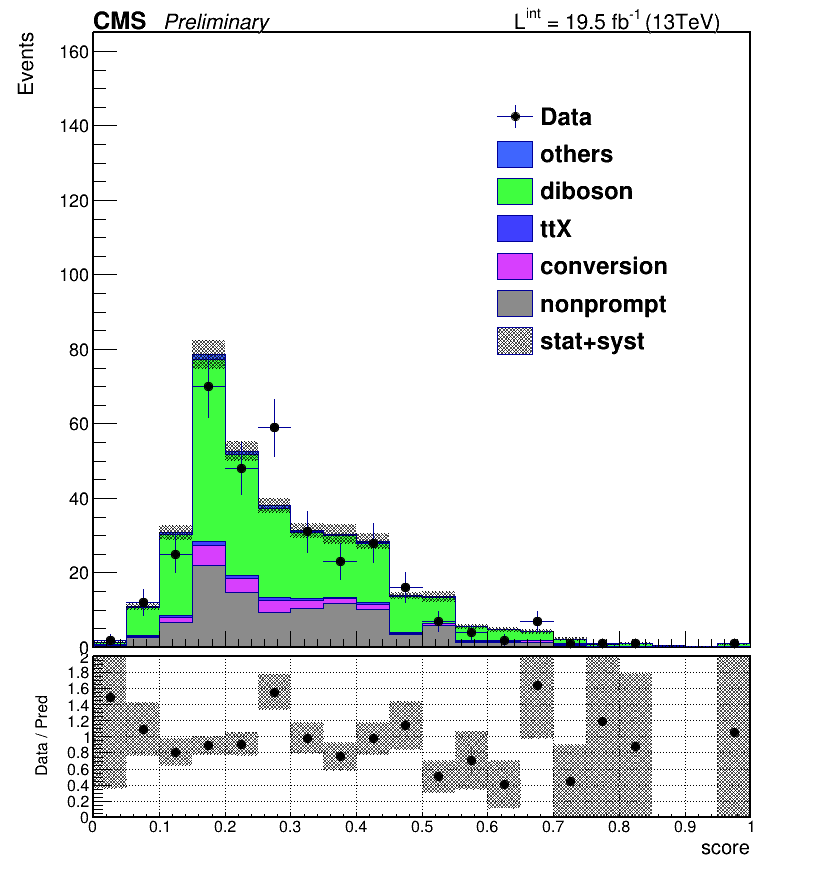 CMS Preliminary L^int = 19.5 fb^-1 (13TeV)
Events
160
140
120
100
80
60
40
20
0
Data
others
diboson
ttX
conversion
nonprompt
stat+syst
Data / Pred
2
1.8
1.6
1.4
1.2
1
0.8
0.6
0.4
0.2
0
0 0.1 0.2 0.3 0.4 0.5 0.6 0.7 0.8 0.9 1
score